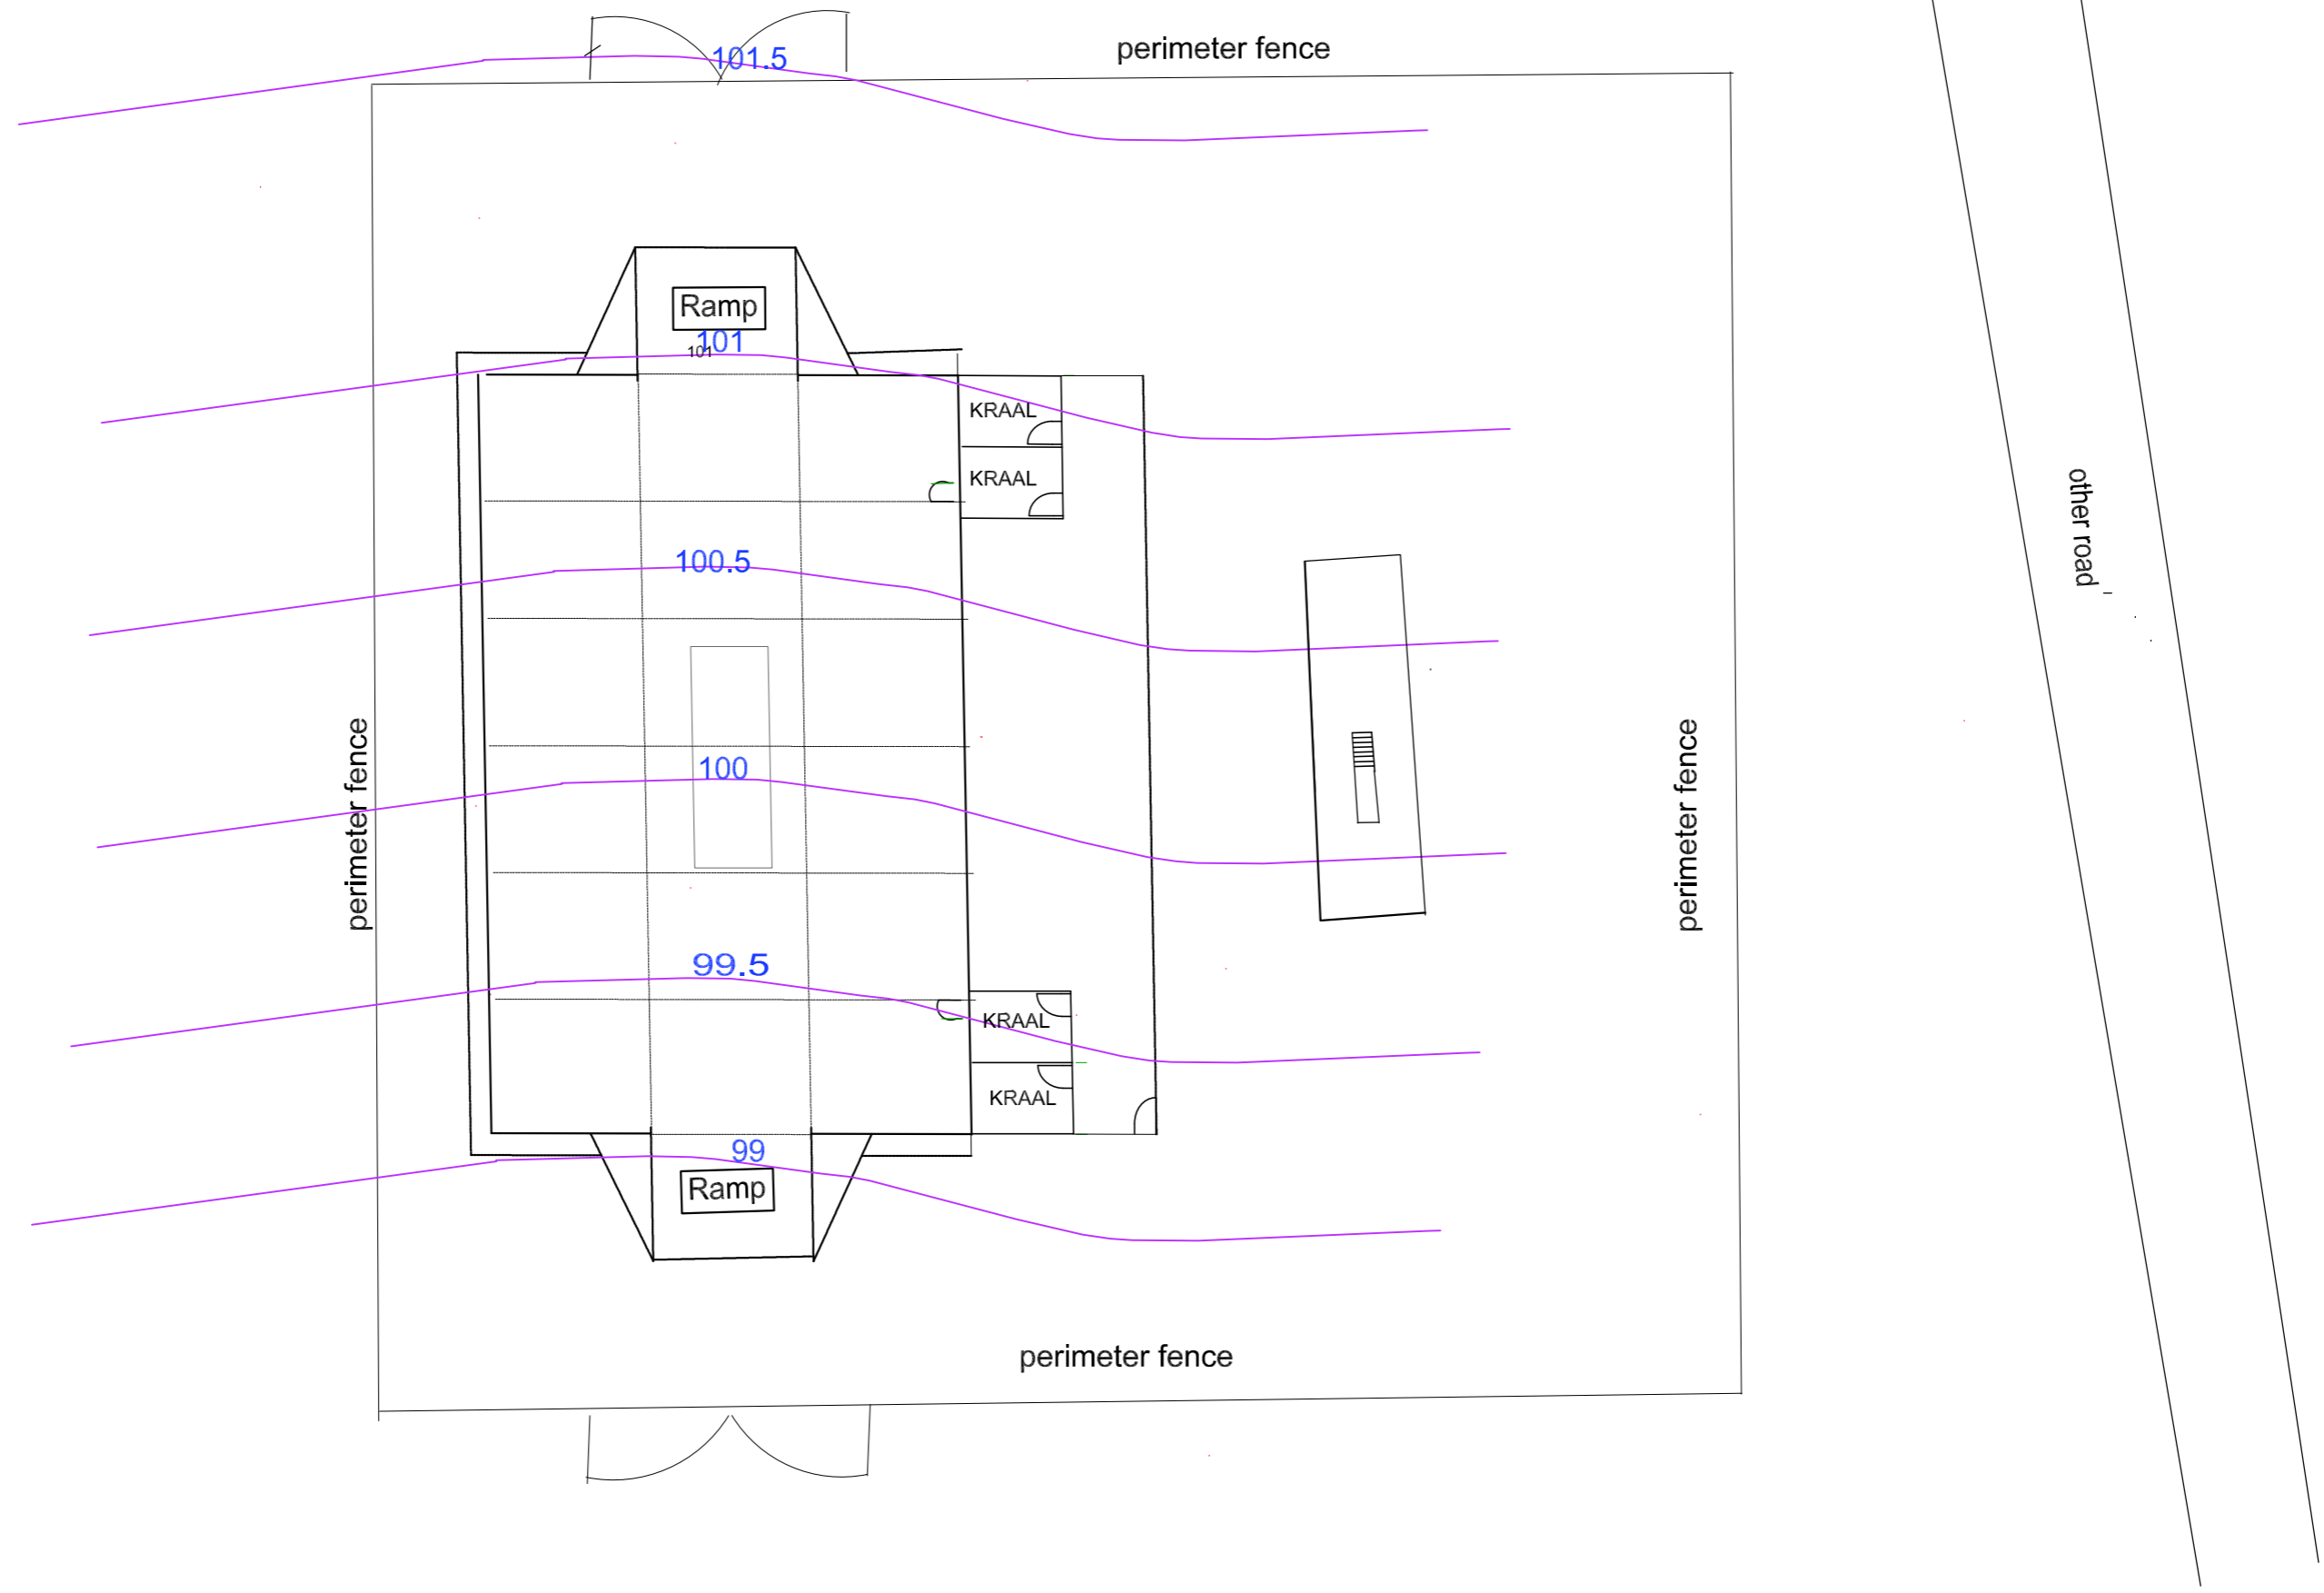 101.5
perimeter fence
Ramp
101
101
KRAAL
KRAAL
other road
100.5
perimeter fence
100
perimeter fence
99.5
KRAAL
KRAAL
99
Ramp
perimeter fence